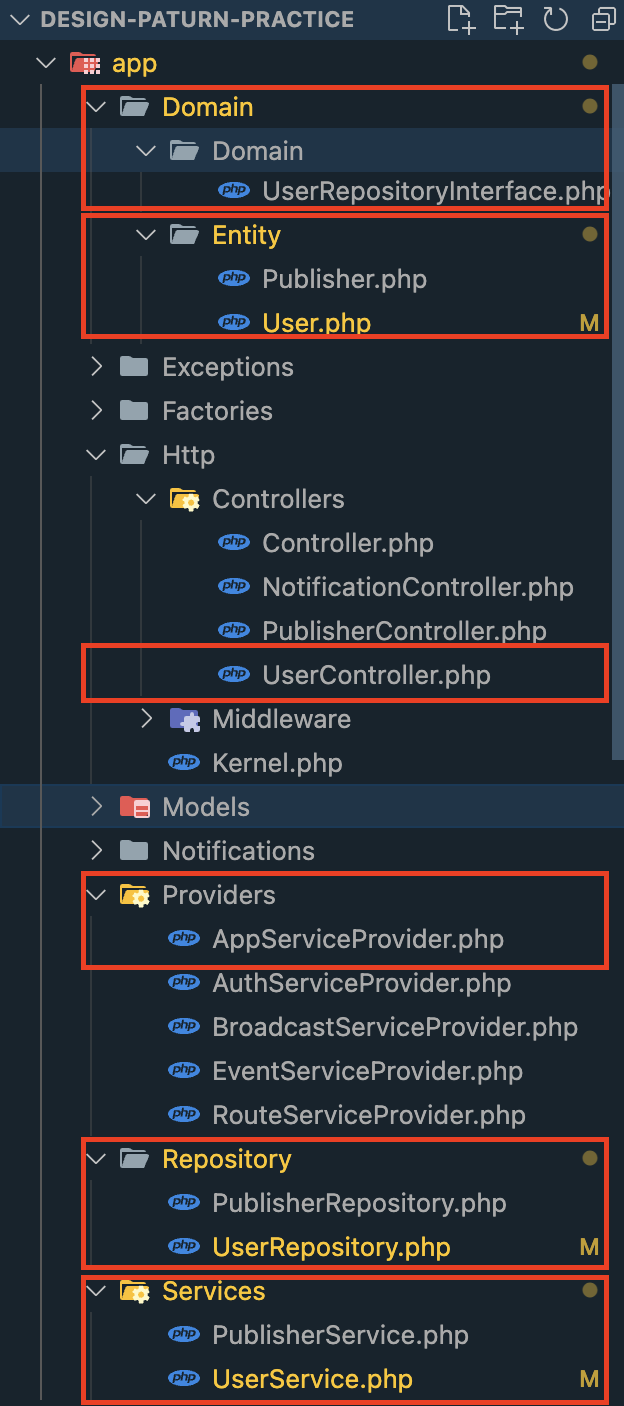 DESIGN-PATURN-PRACTICE
app
Domain
Domain
php UserRepositoryInterface.php
Entity
php Publisher.php
php User.php M
Exceptions
Factories
Http
Controllers
php Controller.php
php NotificationController.php
php PublisherController.php
php UserController.php
Middleware
php Kernel.php
Models
Notifications
Providers
php AppServiceProvider.php
php AuthServiceProvider.php
php BroadcastServiceProvider.php
php EventServiceProvider.php
php RouteServiceProvider.php
Repository
php PublisherRepository.php
php UserRepository.php M
Services
php PublisherService.php
php UserService.php M